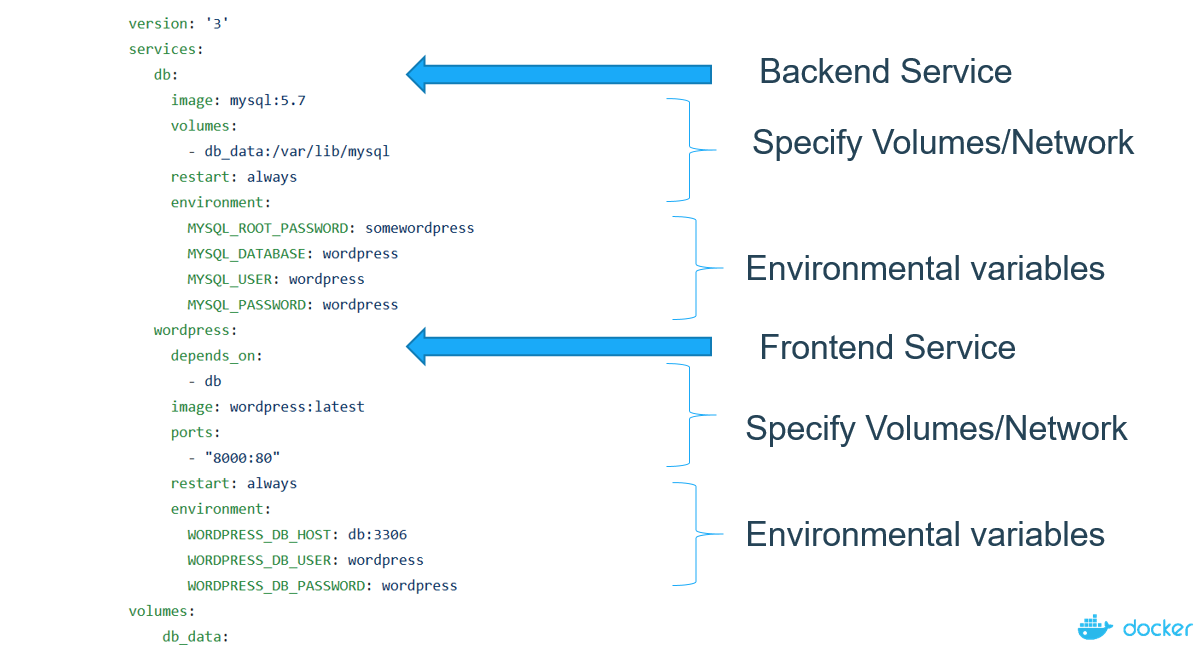 version: '3'
services:
db:
image: mysql:5.7
volumes:
- db_data:/var/lib/mysql
restart: always
environment:
MYSQL_ROOT_PASSWORD: somewordpress
MYSQL_DATABASE: wordpress
MYSQL_USER: wordpress
MYSQL_PASSWORD: wordpress
wordpress:
depends_on:
- db
image: wordpress:latest
ports:
- "8000:80"
restart: always
environment:
WORDPRESS_DB_HOST: db:3306
WORDPRESS_DB_USER: wordpress
WORDPRESS_DB_PASSWORD: wordpress
volumes:
db_data:
Backend Service
Specify Volumes/Network
Environmental variables
Frontend Service
Specify Volumes/Network
Environmental variables
docker